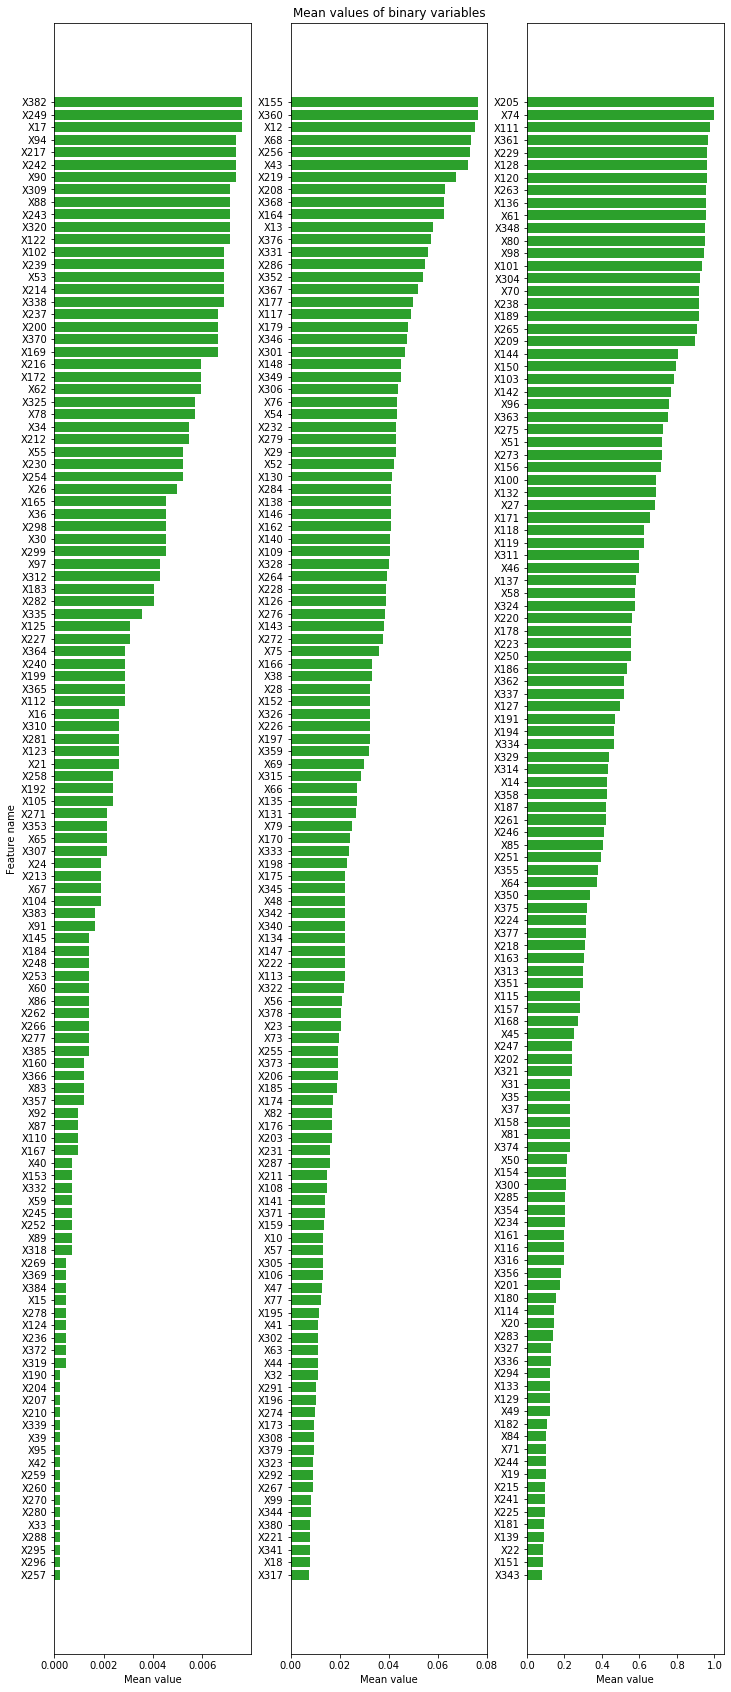 Mean values of binary variables
Feature name
X382
X249
X17
X94
X217
X242
X90
X309
X88
X243
X320
X122
X102
X239
X53
X214
X338
X237
X200
X370
X169
X216
X172
X62
X325
X78
X34
X212
X55
X230
X254
X26
X165
X36
X298
X30
X299
X97
X312
X183
X282
X335
X125
X227
X364
X240
X199
X365
X112
X16
X310
X281
X123
X21
X258
X192
X105
X271
X353
X65
X307
X24
X213
X67
X104
X383
X91
X145
X184
X248
X253
X60
X86
X262
X266
X277
X385
X160
X366
X83
X357
X92
X87
X110
X167
X40
X153
X332
X59
X245
X252
X89
X318
X269
X369
X384
X15
X278
X124
X236
X372
X319
X190
X204
X207
X210
X339
X39
X95
X42
X259
X260
X270
X280
X33
X288
X295
X296
X257
0.000 0.002 0.004 0.006
Mean value
X155
X360
X12
X68
X256
X43
X219
X208
X368
X164
X13
X376
X331
X286
X352
X367
X177
X117
X179
X346
X301
X148
X349
X306
X76
X54
X232
X279
X29
X52
X130
X284
X138
X146
X162
X140
X109
X328
X264
X228
X126
X276
X143
X272
X75
X166
X38
X28
X152
X326
X226
X197
X359
X69
X315
X66
X135
X131
X79
X170
X333
X198
X175
X345
X48
X342
X340
X134
X147
X222
X113
X322
X56
X378
X23
X73
X255
X373
X206
X185
X174
X82
X176
X203
X231
X287
X211
X108
X141
X371
X159
X10
X57
X305
X106
X47
X77
X195
X41
X302
X63
X44
X32
X291
X196
X274
X173
X308
X379
X323
X292
X267
X99
X344
X380
X221
X341
X18
X317
0.00 0.02 0.04 0.06 0.08
Mean value
X205
X74
X111
X361
X229
X128
X120
X263
X136
X61
X348
X80
X98
X101
X304
X70
X238
X189
X265
X209
X144
X150
X103
X142
X96
X363
X275
X51
X273
X156
X100
X132
X27
X171
X118
X119
X311
X46
X137
X58
X324
X220
X178
X223
X250
X186
X362
X337
X127
X191
X194
X334
X329
X314
X14
X358
X187
X261
X246
X85
X251
X355
X64
X350
X375
X224
X377
X218
X163
X313
X351
X115
X157
X168
X45
X247
X202
X321
X31
X35
X37
X158
X81
X374
X50
X154
X300
X285
X354
X234
X161
X116
X316
X356
X201
X180
X114
X20
X283
X327
X336
X294
X133
X129
X49
X182
X84
X71
X244
X19
X215
X241
X225
X181
X139
X22
X151
X343
0.0 0.2 0.4 0.6 0.8 1.0
Mean value